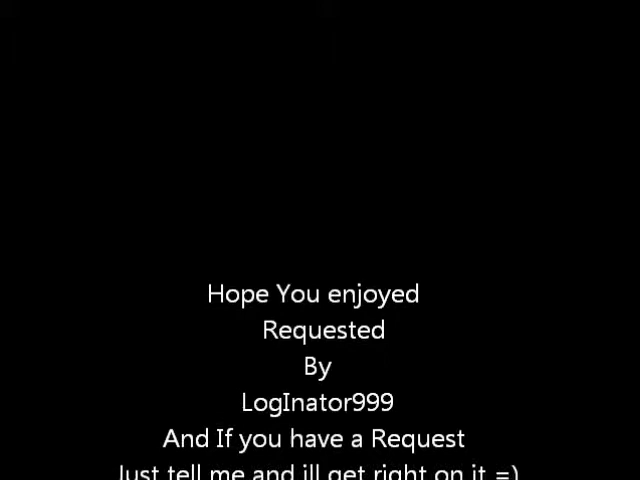 Hope You enjoyed
Requested
By
LogInator999
And If you have a Request
Just tell me and ill get right on it =)